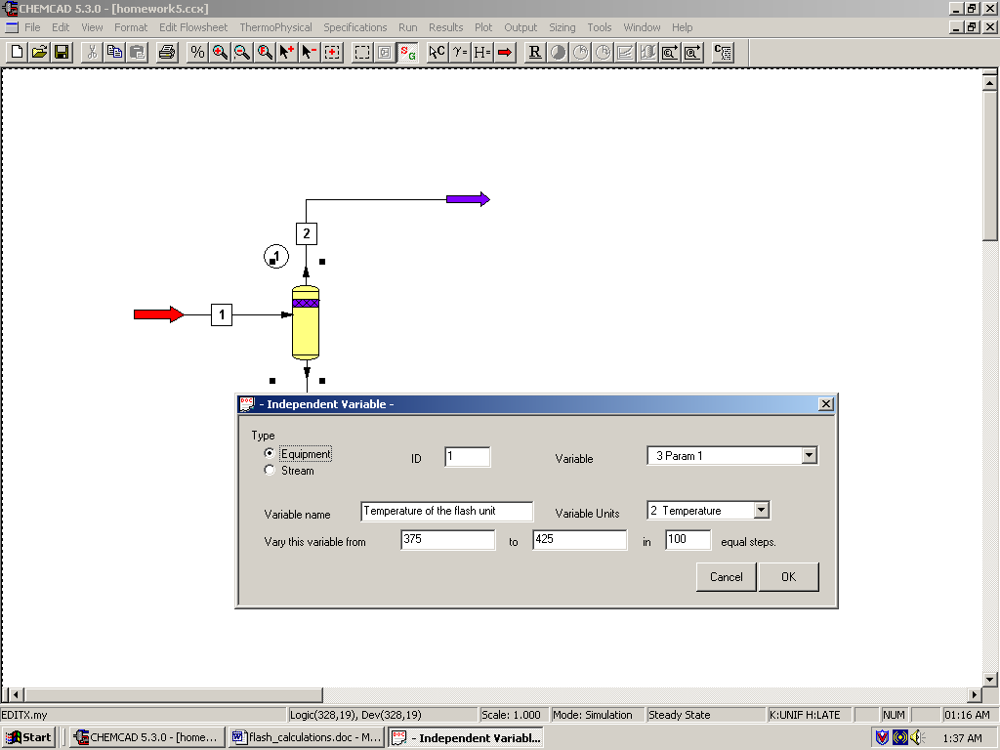 CHEMCAD 5.3.0 - [homework5.ccx]
File Edit View Format Edit Flowsheet ThermoPhysical Specifications Run Results Plot Output Sizing Tools Window Help
% S G C γ= H= R C
2
1
1
DOC - Independent Variable -
Type
Equipment ID 1 Variable 3 Param 1
Stream
Variable name Temperature of the flash unit Variable Units 2 Temperature
Vary this variable from 375 to 425 in 100 equal steps.
Cancel OK
EDITX.my Logic(328,19), Dev(328,19) Scale: 1.000 Mode: Simulation Steady State K:UNIF H:LATE NUM 01:16 AM
Start CHEMCAD 5.3.0 - [home... flash_calculations.doc - M... - Independent Variabl... 1:37 AM